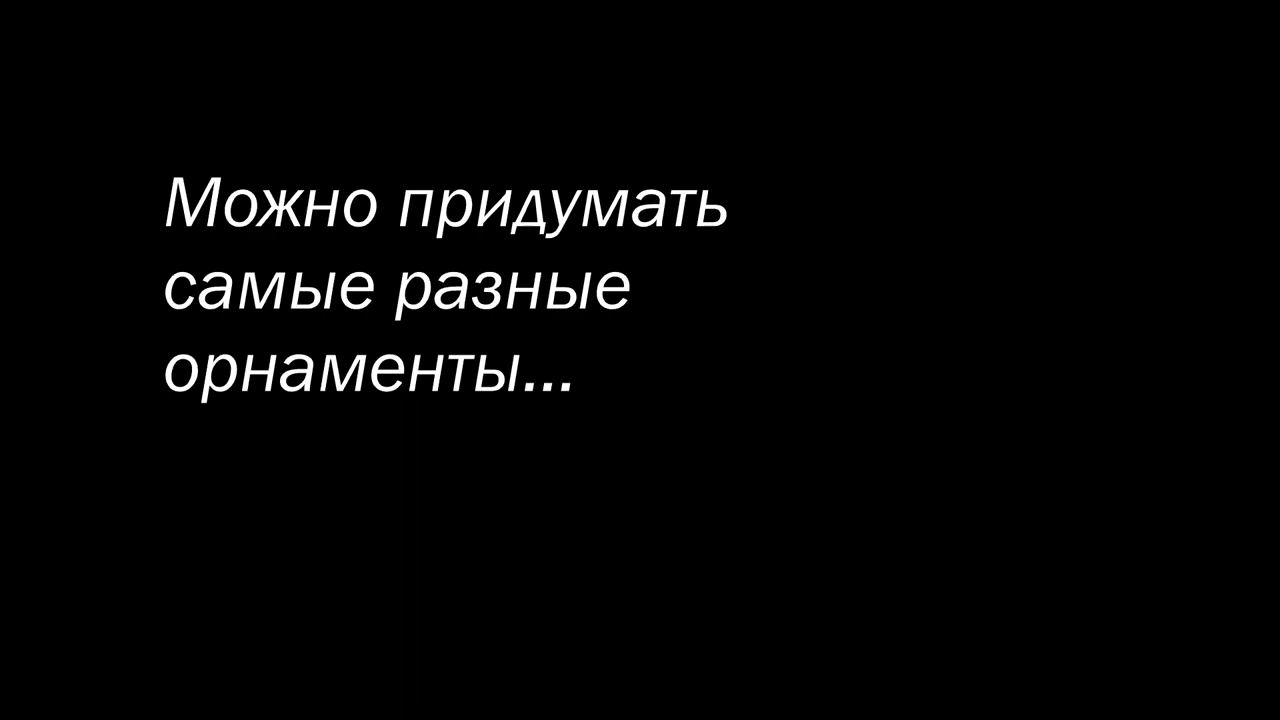 Можно придумать
самые разные
орнаменты...